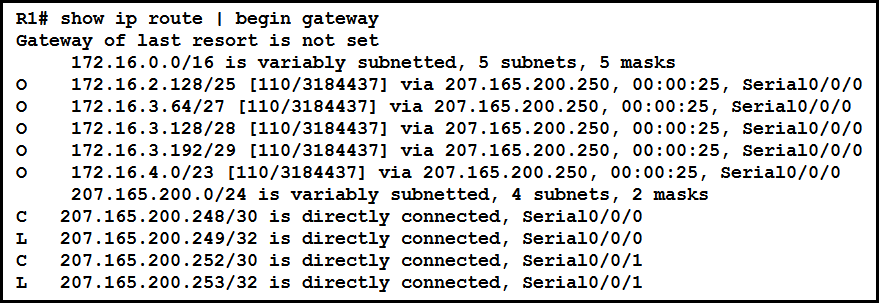 R1# show ip route | begin gateway
Gateway of last resort is not set
172.16.0.0/16 is variably subnetted, 5 subnets, 5 masks
O 172.16.2.128/25 [110/3184437] via 207.165.200.250, 00:00:25, Serial0/0/0
O 172.16.3.64/27 [110/3184437] via 207.165.200.250, 00:00:25, Serial0/0/0
O 172.16.3.128/28 [110/3184437] via 207.165.200.250, 00:00:25, Serial0/0/0
O 172.16.3.192/29 [110/3184437] via 207.165.200.250, 00:00:25, Serial0/0/0
O 172.16.4.0/23 [110/3184437] via 207.165.200.250, 00:00:25, Serial0/0/0
207.165.200.0/24 is variably subnetted, 4 subnets, 2 masks
C 207.165.200.248/30 is directly connected, Serial0/0/0
L 207.165.200.249/32 is directly connected, Serial0/0/0
C 207.165.200.252/30 is directly connected, Serial0/0/1
L 207.165.200.253/32 is directly connected, Serial0/0/1